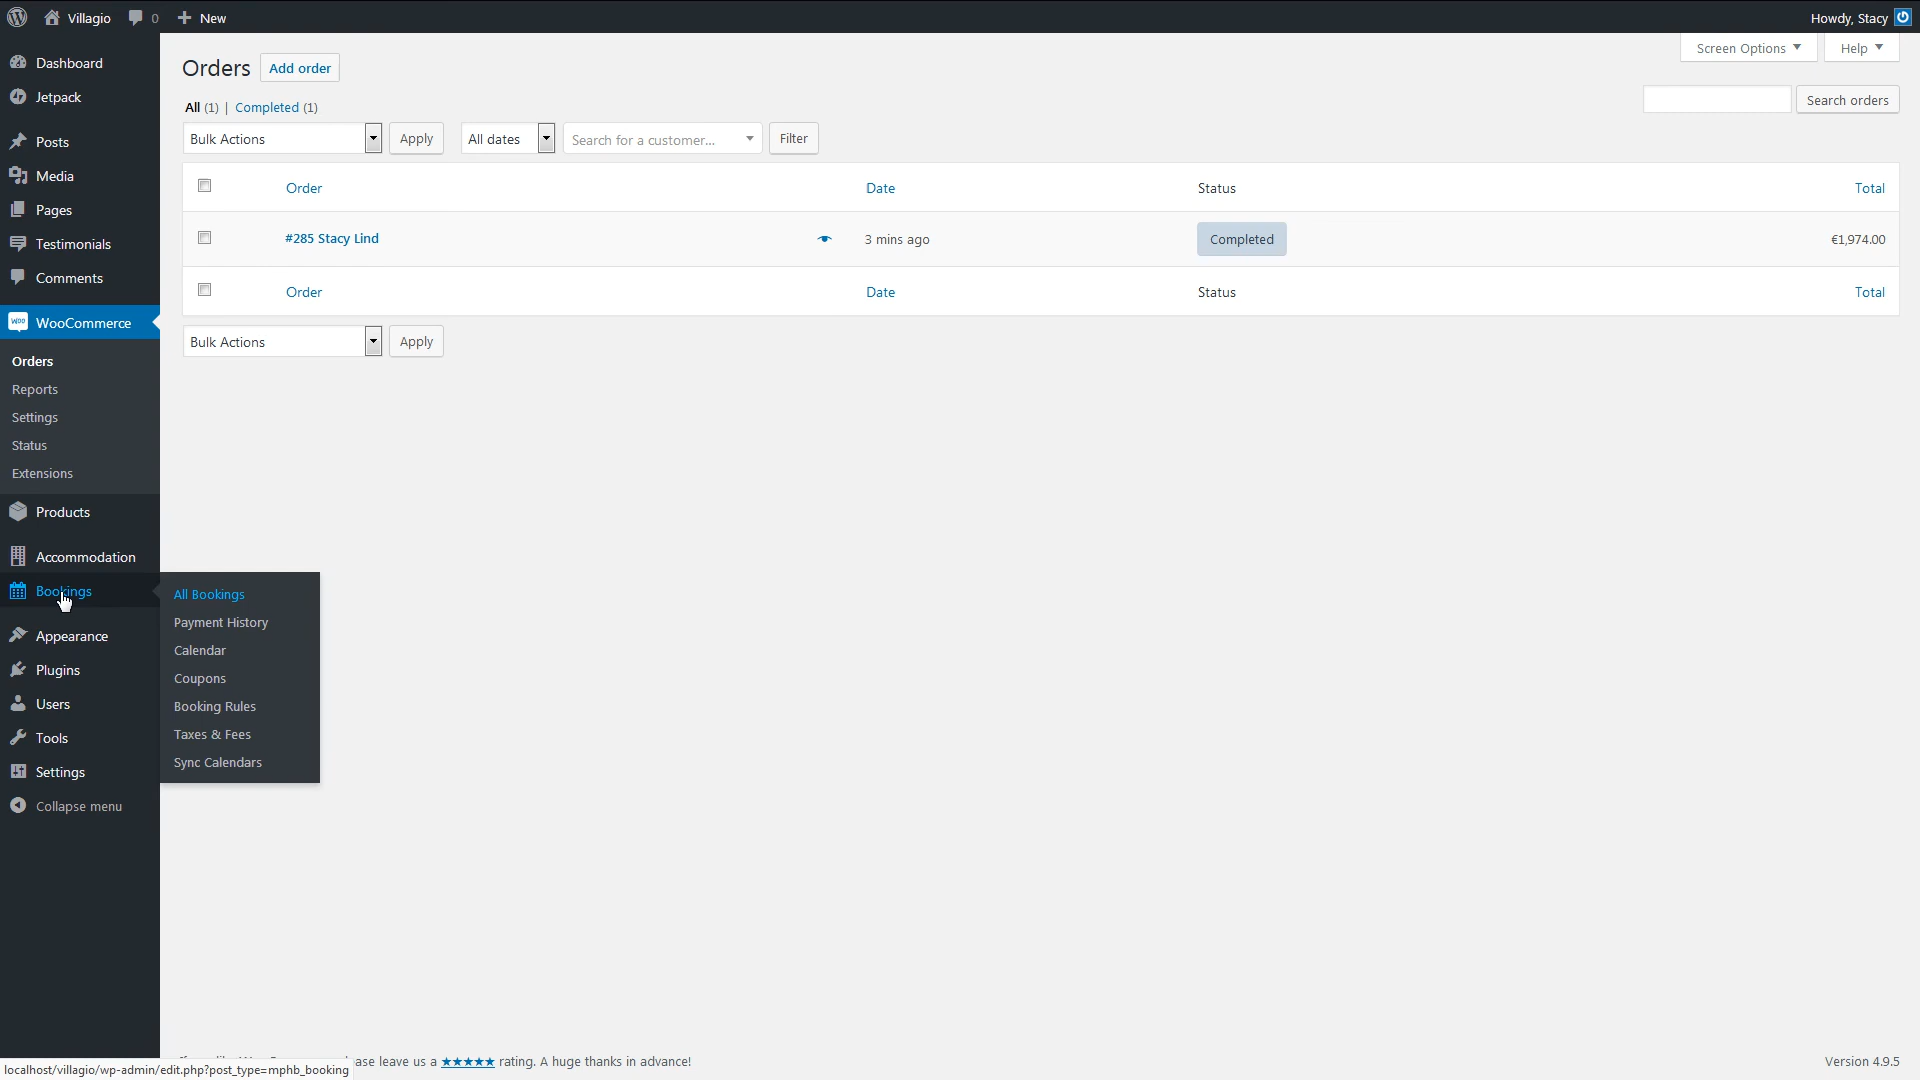 Villagio 0 New Howdy, Stacy
Dashboard
Jetpack
Posts
Media
Pages
Testimonials
Comments
WooCommerce
Orders
Reports
Settings
Status
Extensions
Products
Accommodation
Bookings
Appearance
Plugins
Users
Tools
Settings
Collapse menu
All Bookings
Payment History
Calendar
Coupons
Booking Rules
Taxes & Fees
Sync Calendars
Screen Options Help
Orders Add order
All (1) | Completed (1)
Search orders
Bulk Actions Apply All dates Search for a customer... Filter
Order Date Status Total
#285 Stacy Lind 3 mins ago Completed €1,974.00
Order Date Status Total
Bulk Actions Apply
leave us a ★★★★★ rating. A huge thanks in advance! Version 4.9.5
localhost/villagio/wp-admin/edit.php?post_type=mphb_booking